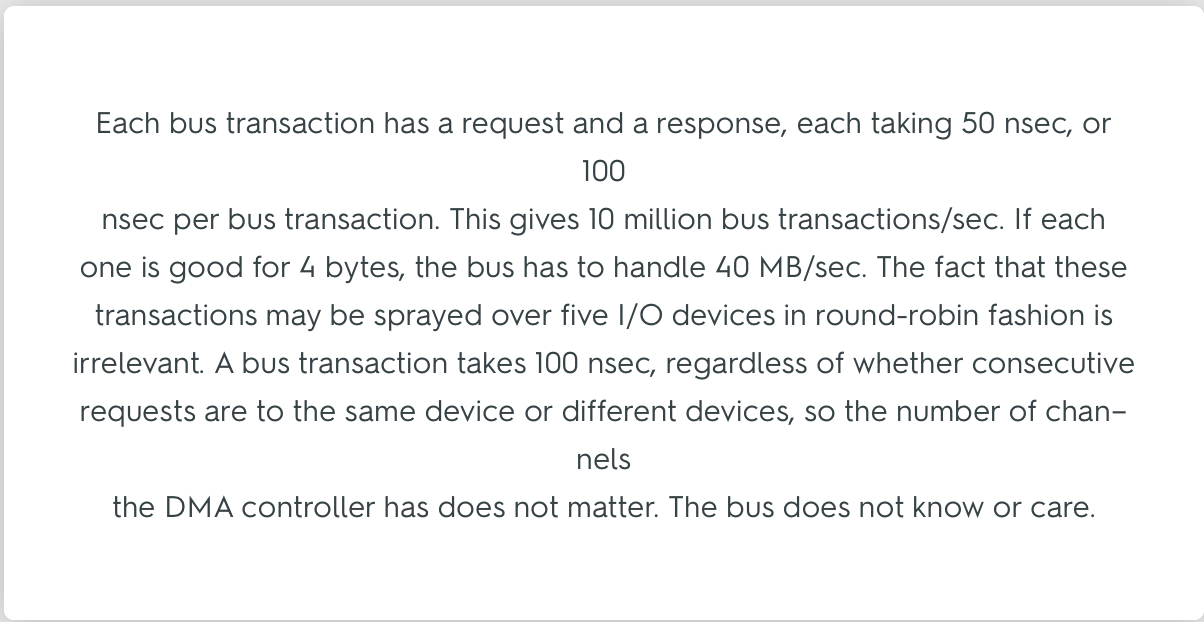 Each bus transaction has a request and a response, each taking 50 nsec, or
100
nsec per bus transaction. This gives 10 million bus transactions/sec. If each
one is good for 4 bytes, the bus has to handle 40 MB/sec. The fact that these
transactions may be sprayed over five I/O devices in round-robin fashion is
irrelevant. A bus transaction takes 100 nsec, regardless of whether consecutive
requests are to the same device or different devices, so the number of chan–
nels
the DMA controller has does not matter. The bus does not know or care.